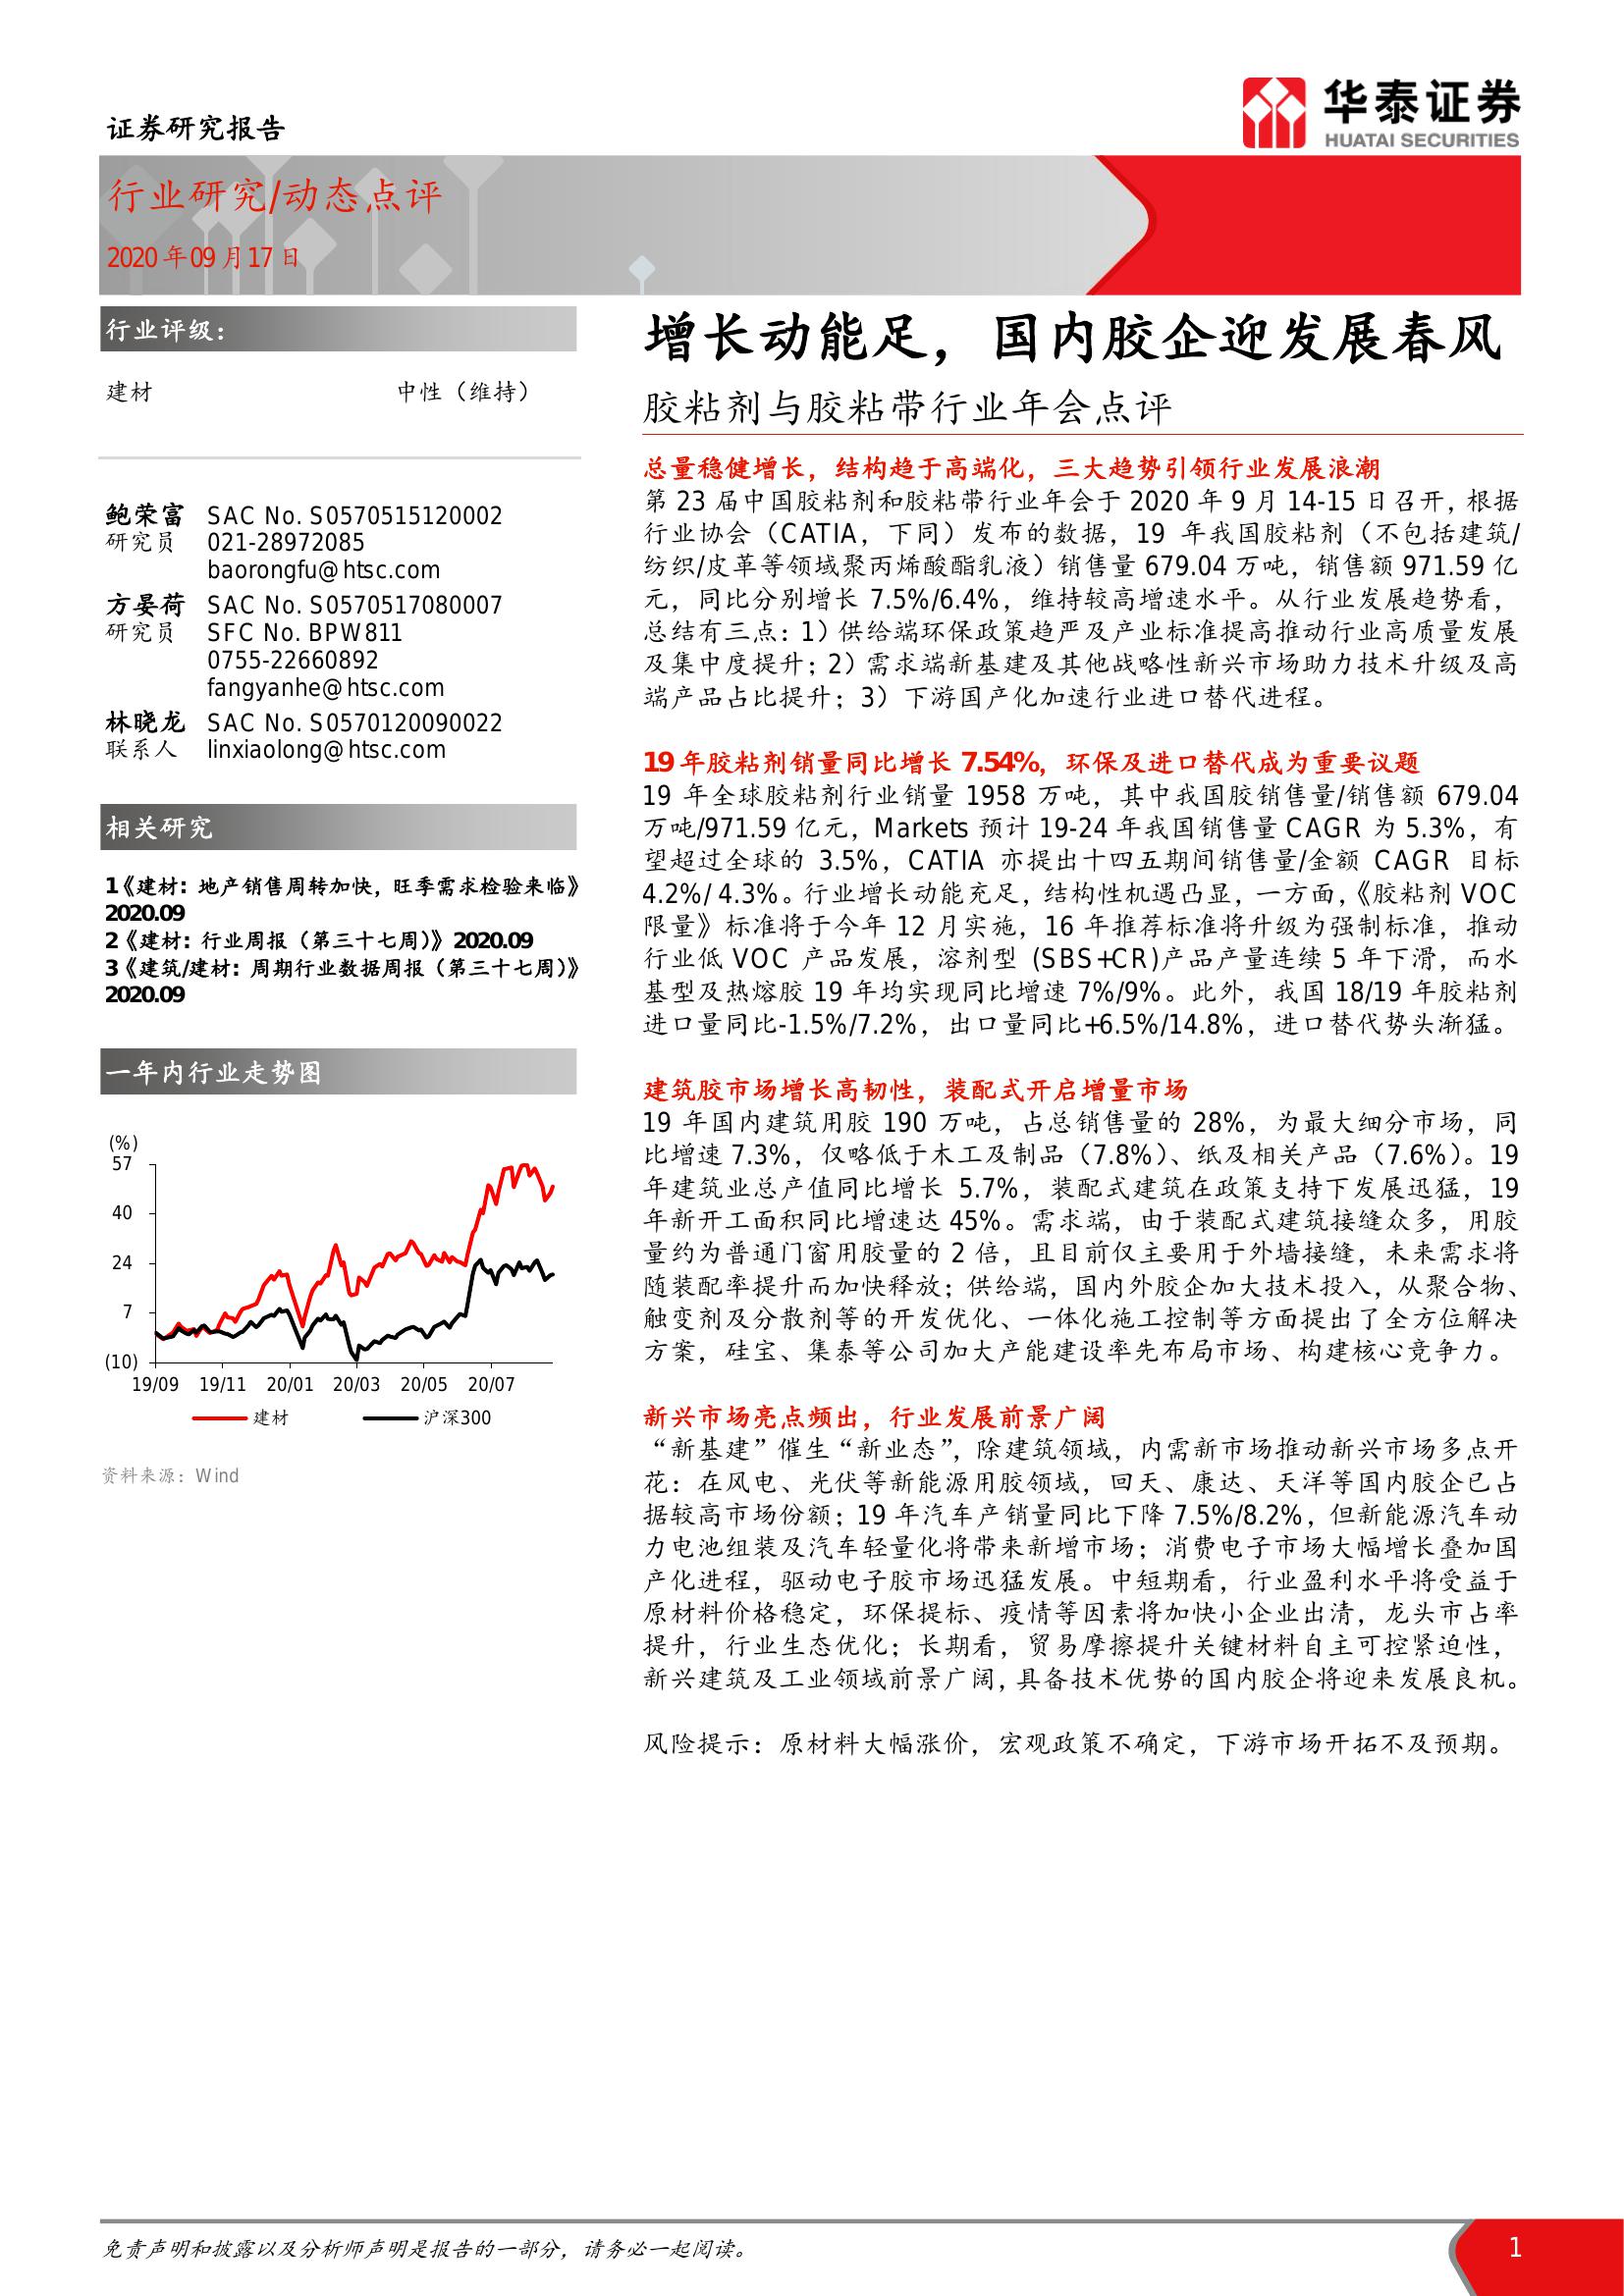 证券研究报告
华泰证券
HUATAI SECURITIES
行业研究/动态点评
2020年09月17日
行业评级：
建材 中性（维持）
鲍荣富 SAC No. S0570515120002
研究员 021-28972085
baorongfu@htsc.com
方晏荷 SAC No. S0570517080007
研究员 SFC No. BPW811
0755-22660892
fangyanhe@htsc.com
林晓龙 SAC No. S0570120090022
联系人 linxiaolong@htsc.com
相关研究
1《建材: 地产销售周转加快，旺季需求检验来临》
2020.09
2《建材: 行业周报（第三十七周）》2020.09
3《建筑/建材: 周期行业数据周报（第三十七周）》
2020.09
一年内行业走势图
(%)
57
40
24
7
(10)
19/09 19/11 20/01 20/03 20/05 20/07
建材 沪深300
资料来源：Wind
增长动能足，国内胶企迎发展春风
胶粘剂与胶粘带行业年会点评
总量稳健增长，结构趋于高端化，三大趋势引领行业发展浪潮
第 23 届中国胶粘剂和胶粘带行业年会于 2020 年 9 月 14-15 日召开，根据
行业协会（CATIA，下同）发布的数据，19 年我国胶粘剂（不包括建筑/
纺织/皮革等领域聚丙烯酸酯乳液）销售量 679.04 万吨，销售额 971.59 亿
元，同比分别增长 7.5%/6.4%，维持较高增速水平。从行业发展趋势看，
总结有三点：1）供给端环保政策趋严及产业标准提高推动行业高质量发展
及集中度提升；2）需求端新基建及其他战略性新兴市场助力技术升级及高
端产品占比提升；3）下游国产化加速行业进口替代进程。
19 年胶粘剂销量同比增长 7.54%，环保及进口替代成为重要议题
19 年全球胶粘剂行业销量 1958 万吨，其中我国胶销售量/销售额 679.04
万吨/971.59 亿元，Markets 预计 19-24 年我国销售量 CAGR 为 5.3%，有
望超过全球的 3.5%，CATIA 亦提出十四五期间销售量/金额 CAGR 目标
4.2%/ 4.3%。行业增长动能充足，结构性机遇凸显，一方面，《胶粘剂 VOC
限量》标准将于今年 12 月实施，16 年推荐标准将升级为强制标准，推动
行业低 VOC 产品发展，溶剂型 (SBS+CR)产品产量连续 5 年下滑，而水
基型及热熔胶 19 年均实现同比增速 7%/9%。此外，我国 18/19 年胶粘剂
进口量同比-1.5%/7.2%，出口量同比+6.5%/14.8%，进口替代势头渐猛。
建筑胶市场增长高韧性，装配式开启增量市场
19 年国内建筑用胶 190 万吨，占总销售量的 28%，为最大细分市场，同
比增速 7.3%，仅略低于木工及制品（7.8%）、纸及相关产品（7.6%）。19
年建筑业总产值同比增长 5.7%，装配式建筑在政策支持下发展迅猛，19
年新开工面积同比增速达 45%。需求端，由于装配式建筑接缝众多，用胶
量约为普通门窗用胶量的 2 倍，且目前仅主要用于外墙接缝，未来需求将
随装配率提升而加快释放；供给端，国内外胶企加大技术投入，从聚合物、
触变剂及分散剂等的开发优化、一体化施工控制等方面提出了全方位解决
方案，硅宝、集泰等公司加大产能建设率先布局市场、构建核心竞争力。
新兴市场亮点频出，行业发展前景广阔
“新基建”催生“新业态”，除建筑领域，内需新市场推动新兴市场多点开
花：在风电、光伏等新能源用胶领域，回天、康达、天洋等国内胶企已占
据较高市场份额；19 年汽车产销量同比下降 7.5%/8.2%，但新能源汽车动
力电池组装及汽车轻量化将带来新增市场；消费电子市场大幅增长叠加国
产化进程，驱动电子胶市场迅猛发展。中短期看，行业盈利水平将受益于
原材料价格稳定，环保提标、疫情等因素将加快小企业出清，龙头市占率
提升，行业生态优化；长期看，贸易摩擦提升关键材料自主可控紧迫性，
新兴建筑及工业领域前景广阔，具备技术优势的国内胶企将迎来发展良机。
风险提示：原材料大幅涨价，宏观政策不确定，下游市场开拓不及预期。
免责声明和披露以及分析师声明是报告的一部分，请务必一起阅读。
1